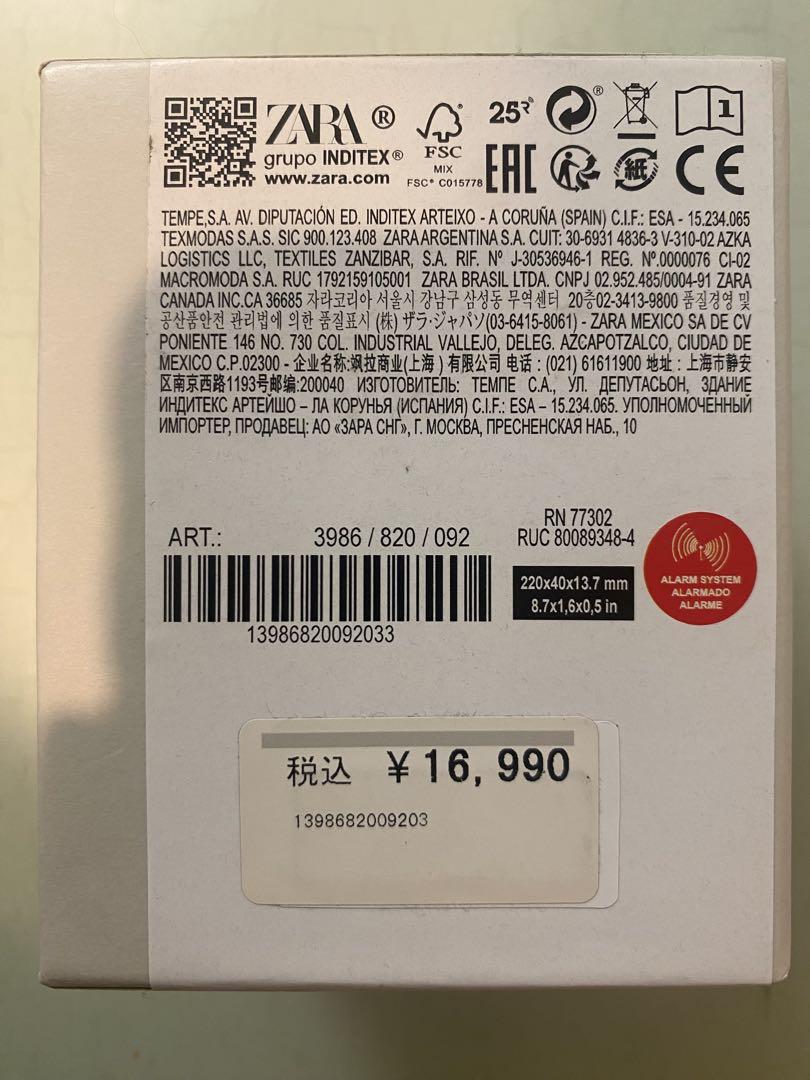 ZARA®
grupo INDITEX®
www.zara.com
FSC
MIX
FSC® C015778
25R
EAC
紙
1
CE
TEMPE,S.A. AV. DIPUTACIÓN ED. INDITEX ARTEIXO - A CORUÑA (SPAIN) C.I.F.: ESA - 15.234.065
TEXMODAS S.A.S. SIC 900.123.408 ZARA ARGENTINA S.A. CUIT: 30-6931 4836-3 V-310-02 AZKA
LOGISTICS LLC, TEXTILES ZANZIBAR, S.A. RIF. Nº J-30536946-1 REG. Nº.0000076 CI-02
MACROMODA S.A. RUC 1792159105001 ZARA BRASIL LTDA. CNPJ 02.952.485/0004-91 ZARA
CANADA INC.CA 36685 자라코리아 서울시 강남구 삼성동 무역센터 20층02-3413-9800 품질경영 및
공산품안전 관리법에 의한 품질표시 (株) ザラ·ジャパソ(03-6415-8061) - ZARA MEXICO SA DE CV
PONIENTE 146 NO. 730 COL. INDUSTRIAL VALLEJO, DELEG. AZCAPOTZALCO, CIUDAD DE
MEXICO C.P.02300 - 企业名称:飒拉商业(上海 ) 有限公司 电话 : (021) 61611900 地址 : 上海市静安
区南京西路1193号邮编:200040 ИЗГОТОВИТЕЛЬ: ТЕМПЕ С.А., УЛ. ДЕПУТАСЬОН, ЗДАНИЕ
ИНДИТЕКС АРТЕЙШО – ЛА КОРУНЬЯ (ИСПАНИЯ) C.I.F.: ESA – 15.234.065. УПОЛНОМОЧЕННЫЙ
ИМПОРТЕР, ПРОДАВЕЦ: АО «ЗАРА СНГ», Г. МОСКВА, ПРЕСНЕНСКАЯ НАБ., 10
ART.: 3986 / 820 / 092
13986820092033
RN 77302
RUC 80089348-4
220x40x13.7 mm
8.7x1,6x0,5 in
ALARM SYSTEM
ALARMADO
ALARME
税込 ¥16,990
1398682009203